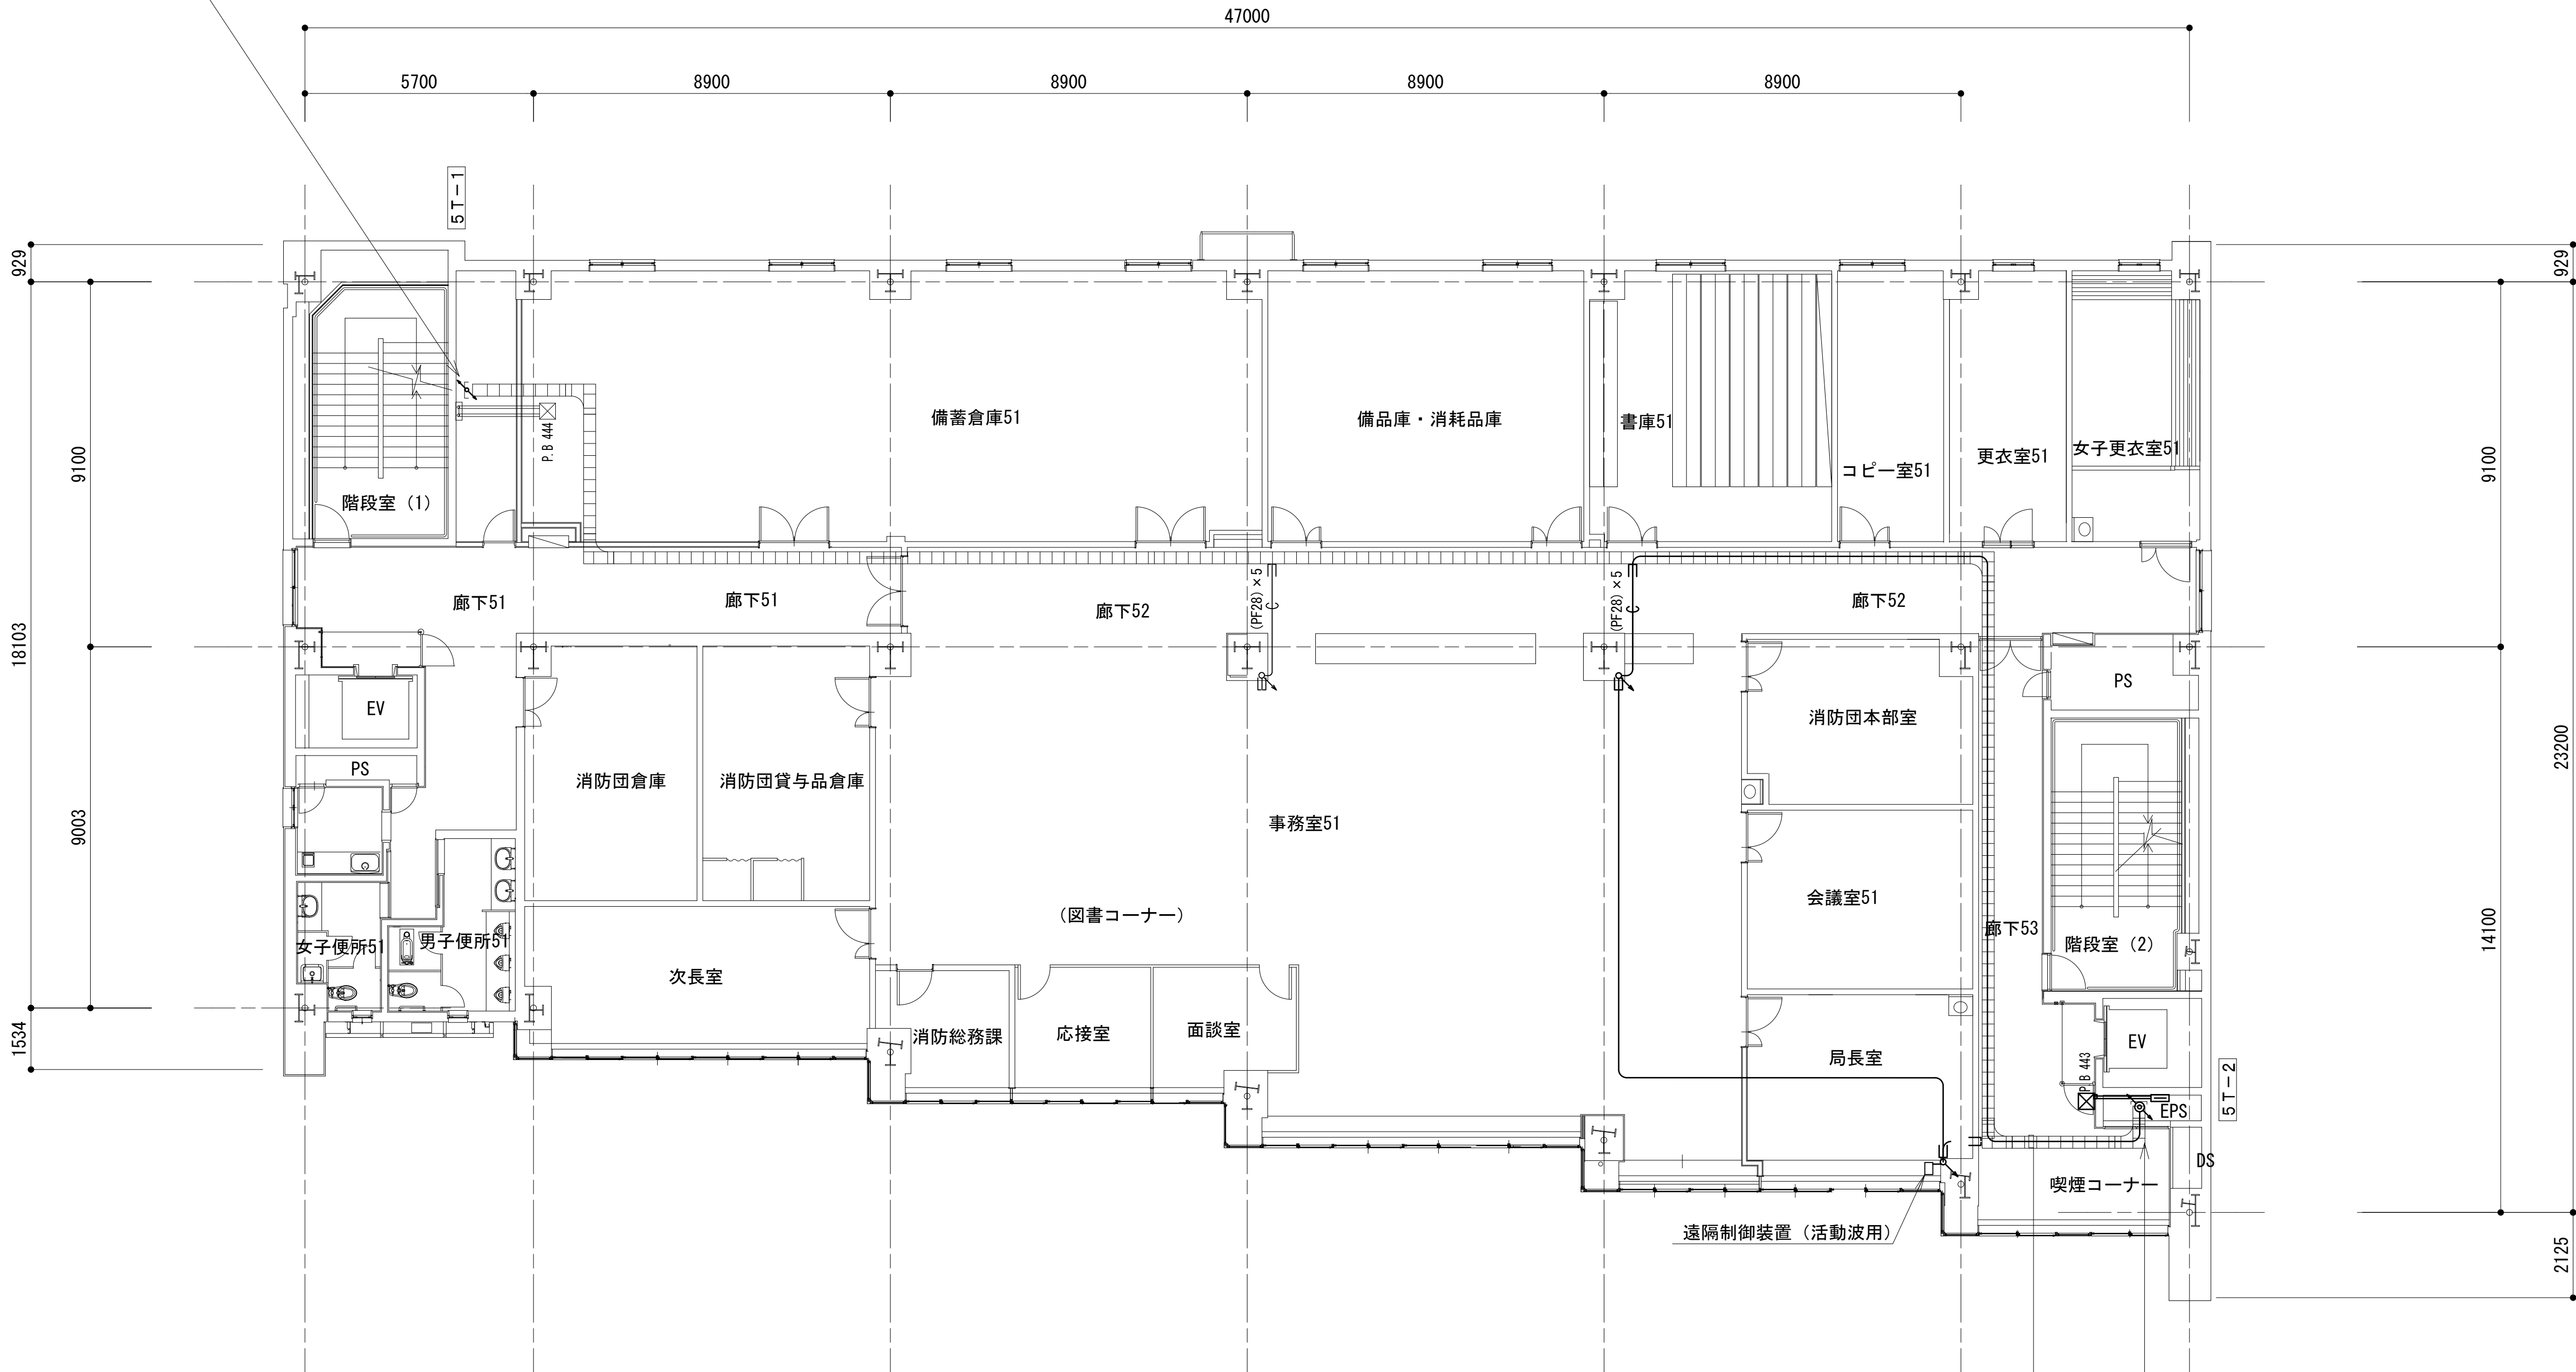 47000
5700
8900
8900
8900
8900
5T-1
929
929
9100
9100
18103
9003
1534
23200
14100
2125
階段室(1)
P.B 444
備蓄倉庫51
備品庫・消耗品庫
書庫51
コピー室51
更衣室51
女子更衣室51
廊下51
廊下51
廊下52
(PF28)×5
C
(PF28)×5
C
廊下52
EV
PS
消防団倉庫
消防団貸与品倉庫
事務室51
消防団本部室
PS
会議室51
(図書コーナー)
廊下53
階段室(2)
女子便所51
男子便所51
次長室
消防総務課
応接室
面談室
局長室
P.B 443
EV
EPS
5T-2
DS
喫煙コーナー
遠隔制御装置(活動波用)